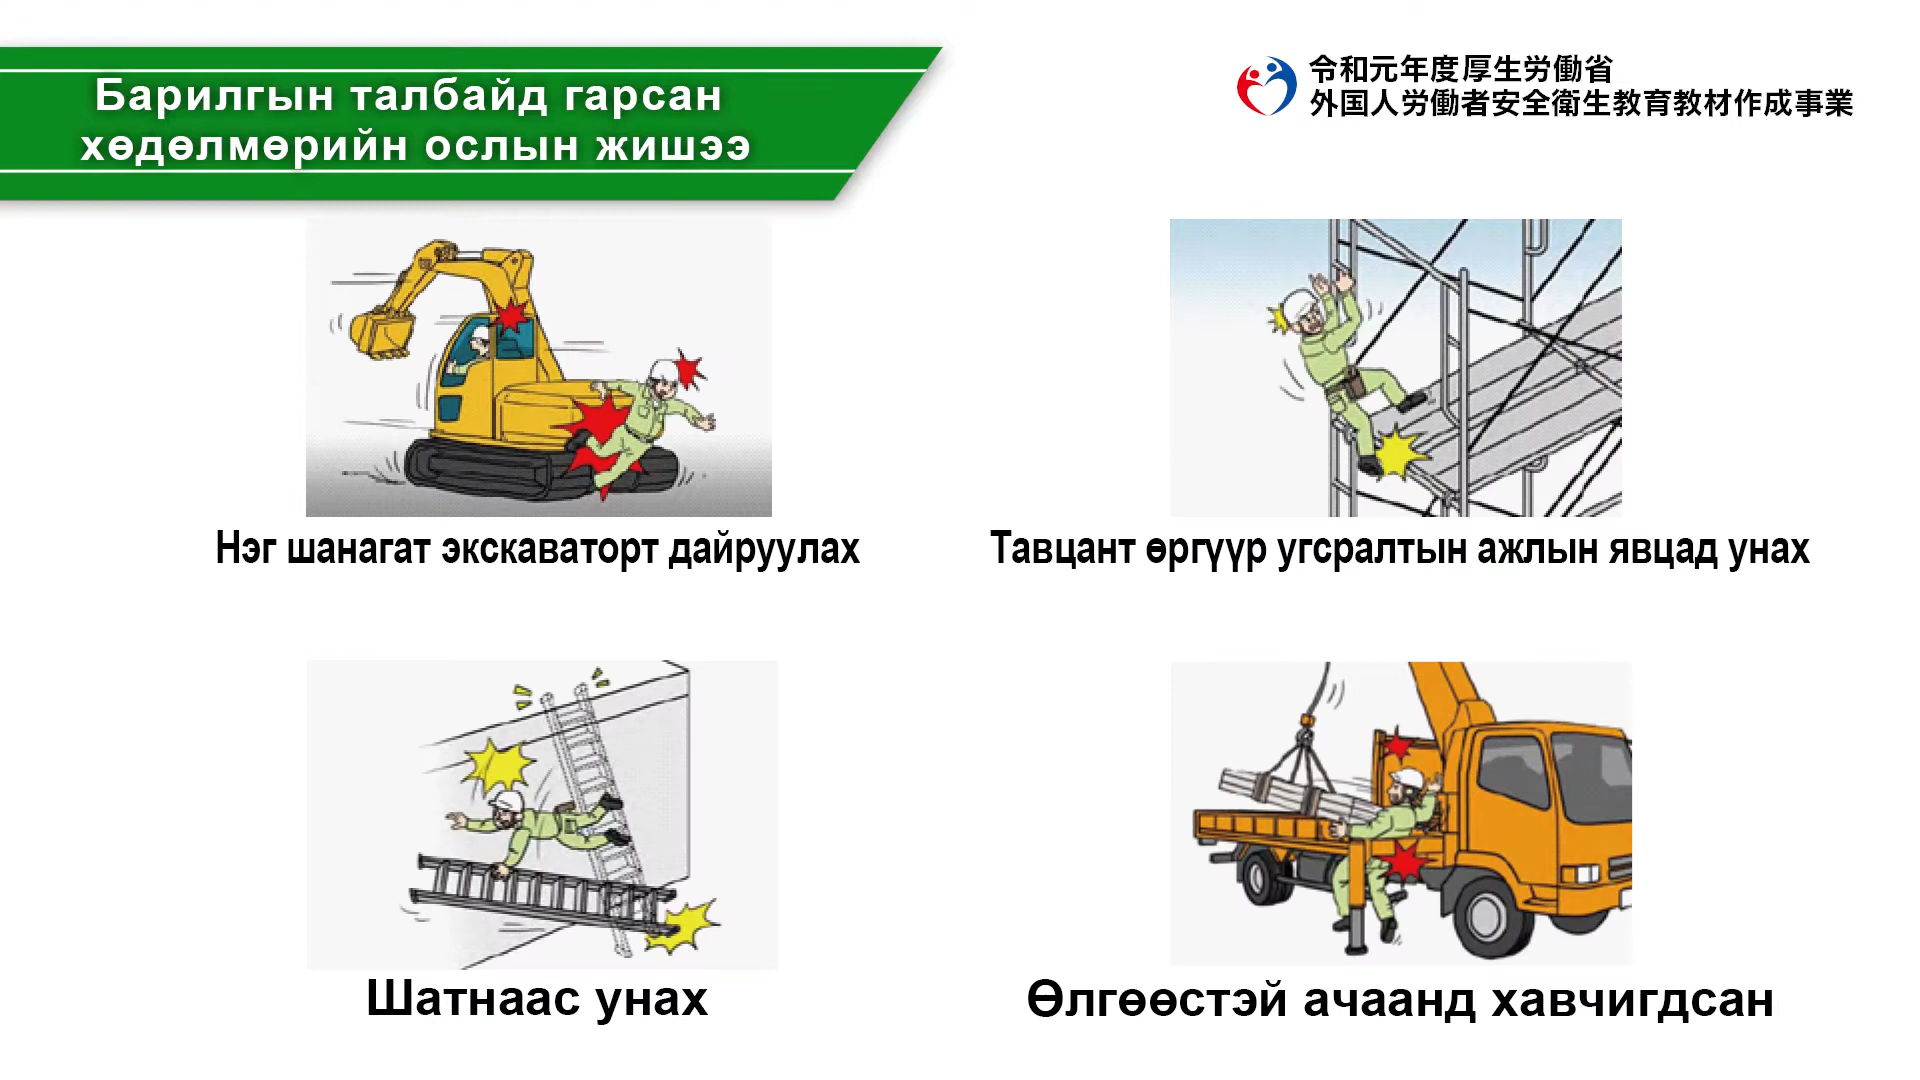 Барилгын талбайд гарсан
хөдөлмөрийн ослын жишээ
令和元年度厚生労働省
外国人労働者安全衛生教育教材作成事業
Нэг шанагат экскаваторт дайруулах
Тавцант өргүүр угсралтын ажлын явцад унах
Шатнаас унах
Өлгөөстэй ачаанд хавчигдсан